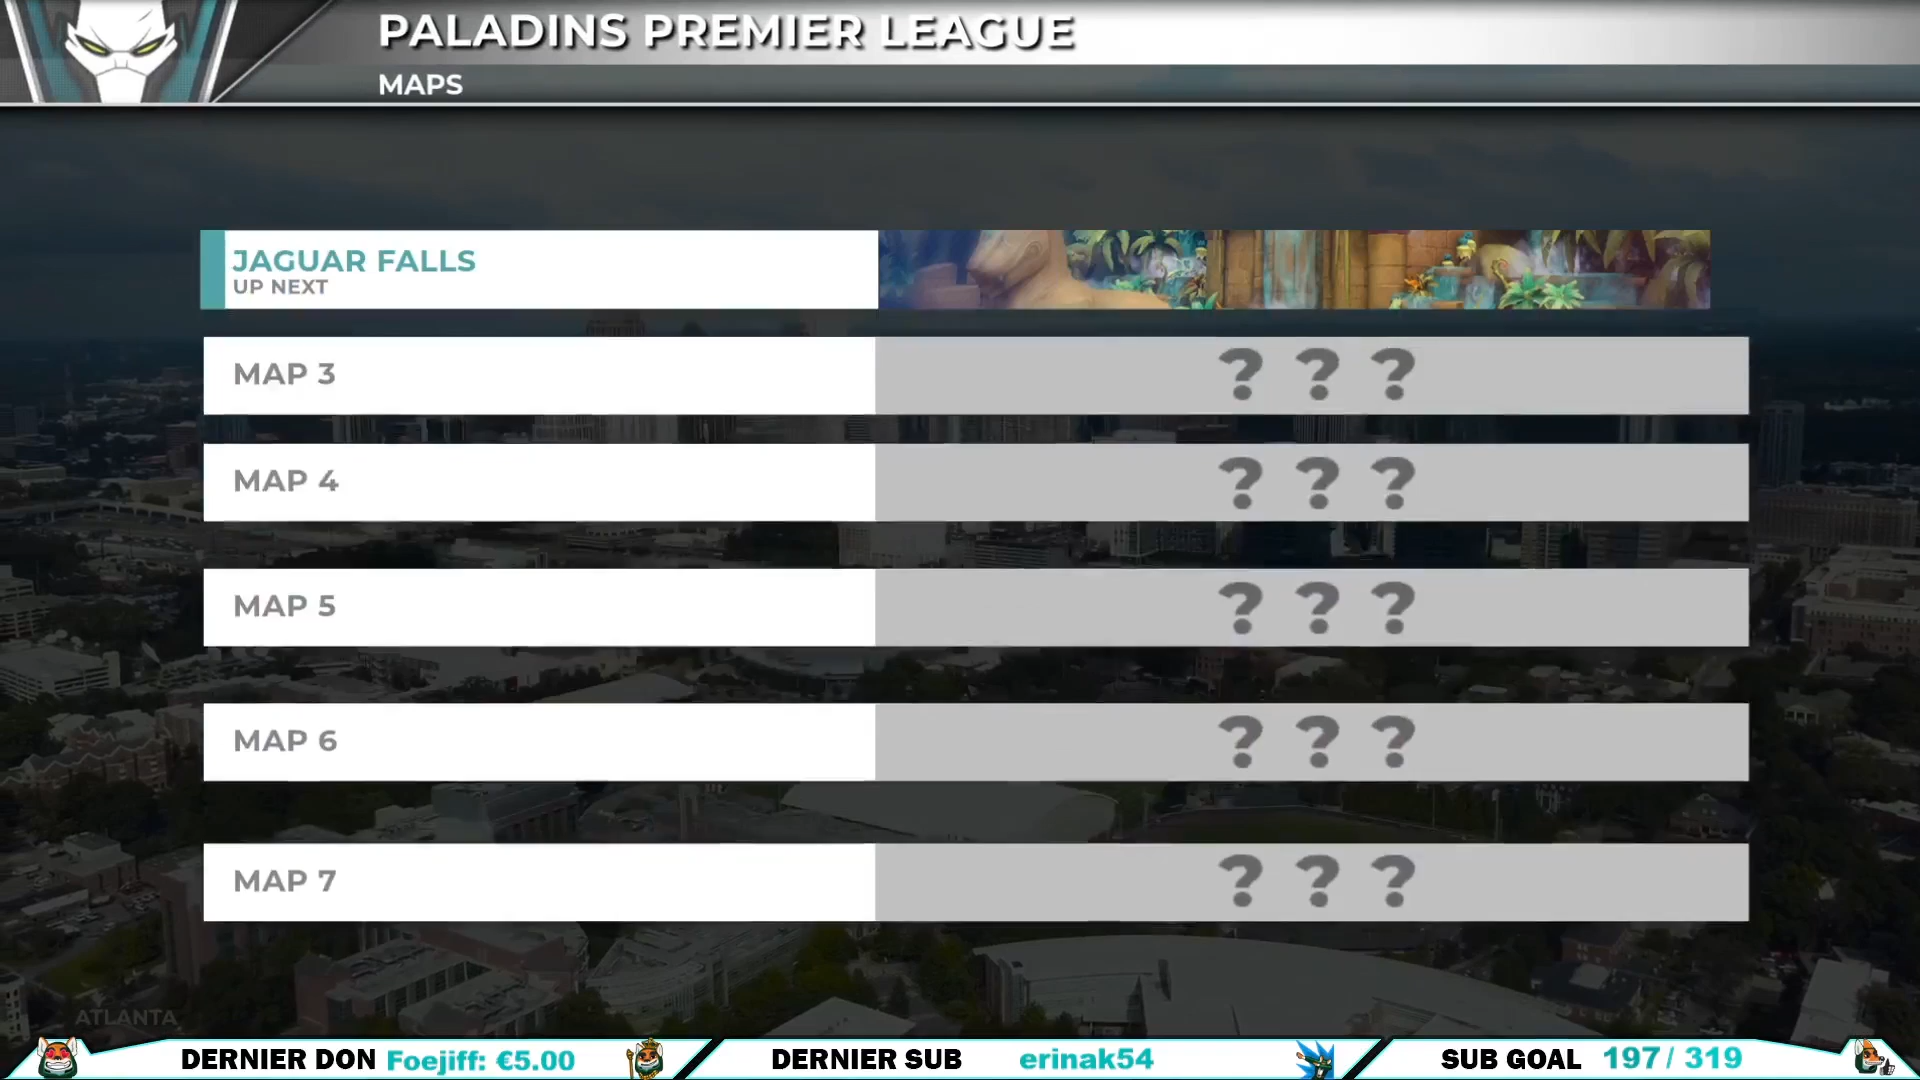 PALADINS PREMIER LEAGUE
MAPS
JAGUAR FALLS
UP NEXT
MAP 3 ? ? ?
MAP 4 ? ? ?
MAP 5 ? ? ?
MAP 6 ? ? ?
MAP 7 ? ? ?
ATLANTA
DERNIER DON Foejiff: €5.00 DERNIER SUB erinak54 SUB GOAL 197 / 319